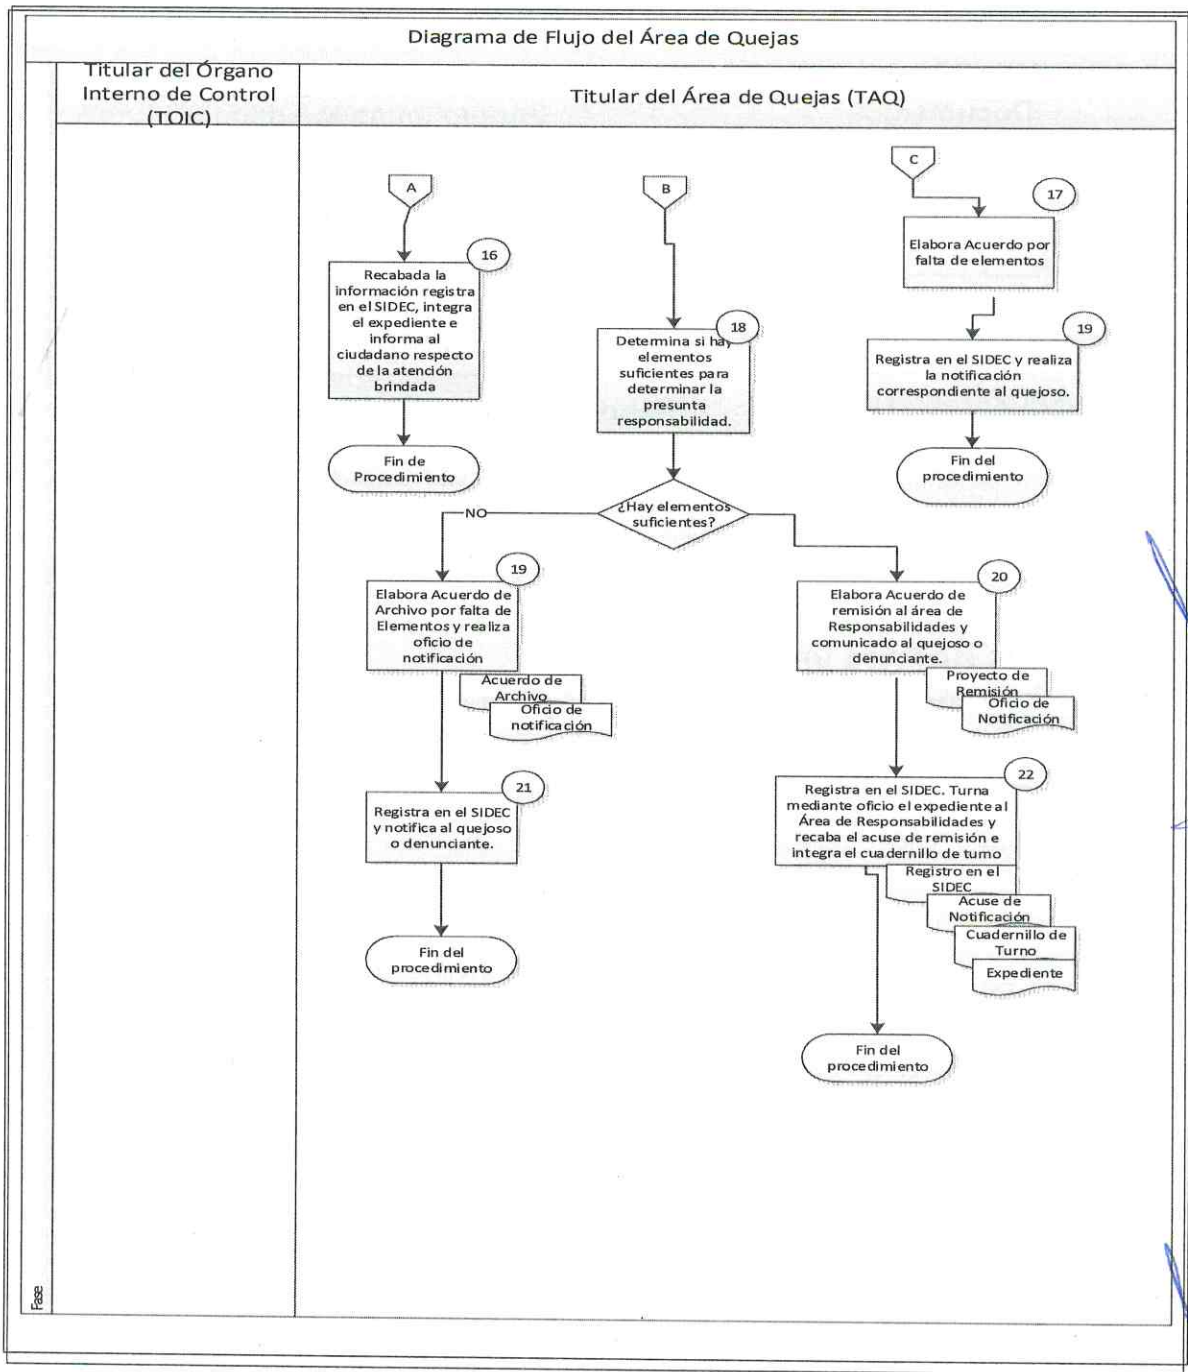 Diagrama de Flujo del Área de Quejas
Titular del Órgano
Interno de Control
(TOIC)
Titular del Área de Quejas (TAQ)
A
16
Recabada la
información registra
en el SIDEC, integra
el expediente e
informa al
ciudadano respecto
de la atención
brindada
Fin de
Procedimiento
B
18
Determina si hay
elementos
suficientes para
determinar la
presunta
responsabilidad.
¿Hay elementos
suficientes?
NO
C
17
Elabora Acuerdo por
falta de elementos
19
Registra en el SIDEC y realiza
la notificación
correspondiente al quejoso.
Fin del
procedimiento
19
Elabora Acuerdo de
Archivo por falta de
Elementos y realiza
oficio de
notificación
Acuerdo de
Archivo
Oficio de
notificación
21
Registra en el SIDEC
y notifica al quejoso
o denunciante.
Fin del
procedimiento
20
Elabora Acuerdo de
remisión al área de
Responsabilidades y
comunicado al quejoso o
denunciante.
Proyecto de
Remisión
Oficio de
Notificación
22
Registra en el SIDEC. Turna
mediante oficio el expediente al
Área de Responsabilidades y
recaba el acuse de remisión e
integra el cuadernillo de turno
Registro en el
SIDEC
Acuse de
Notificación
Cuadernillo de
Turno
Expediente
Fin del
procedimiento
Fase